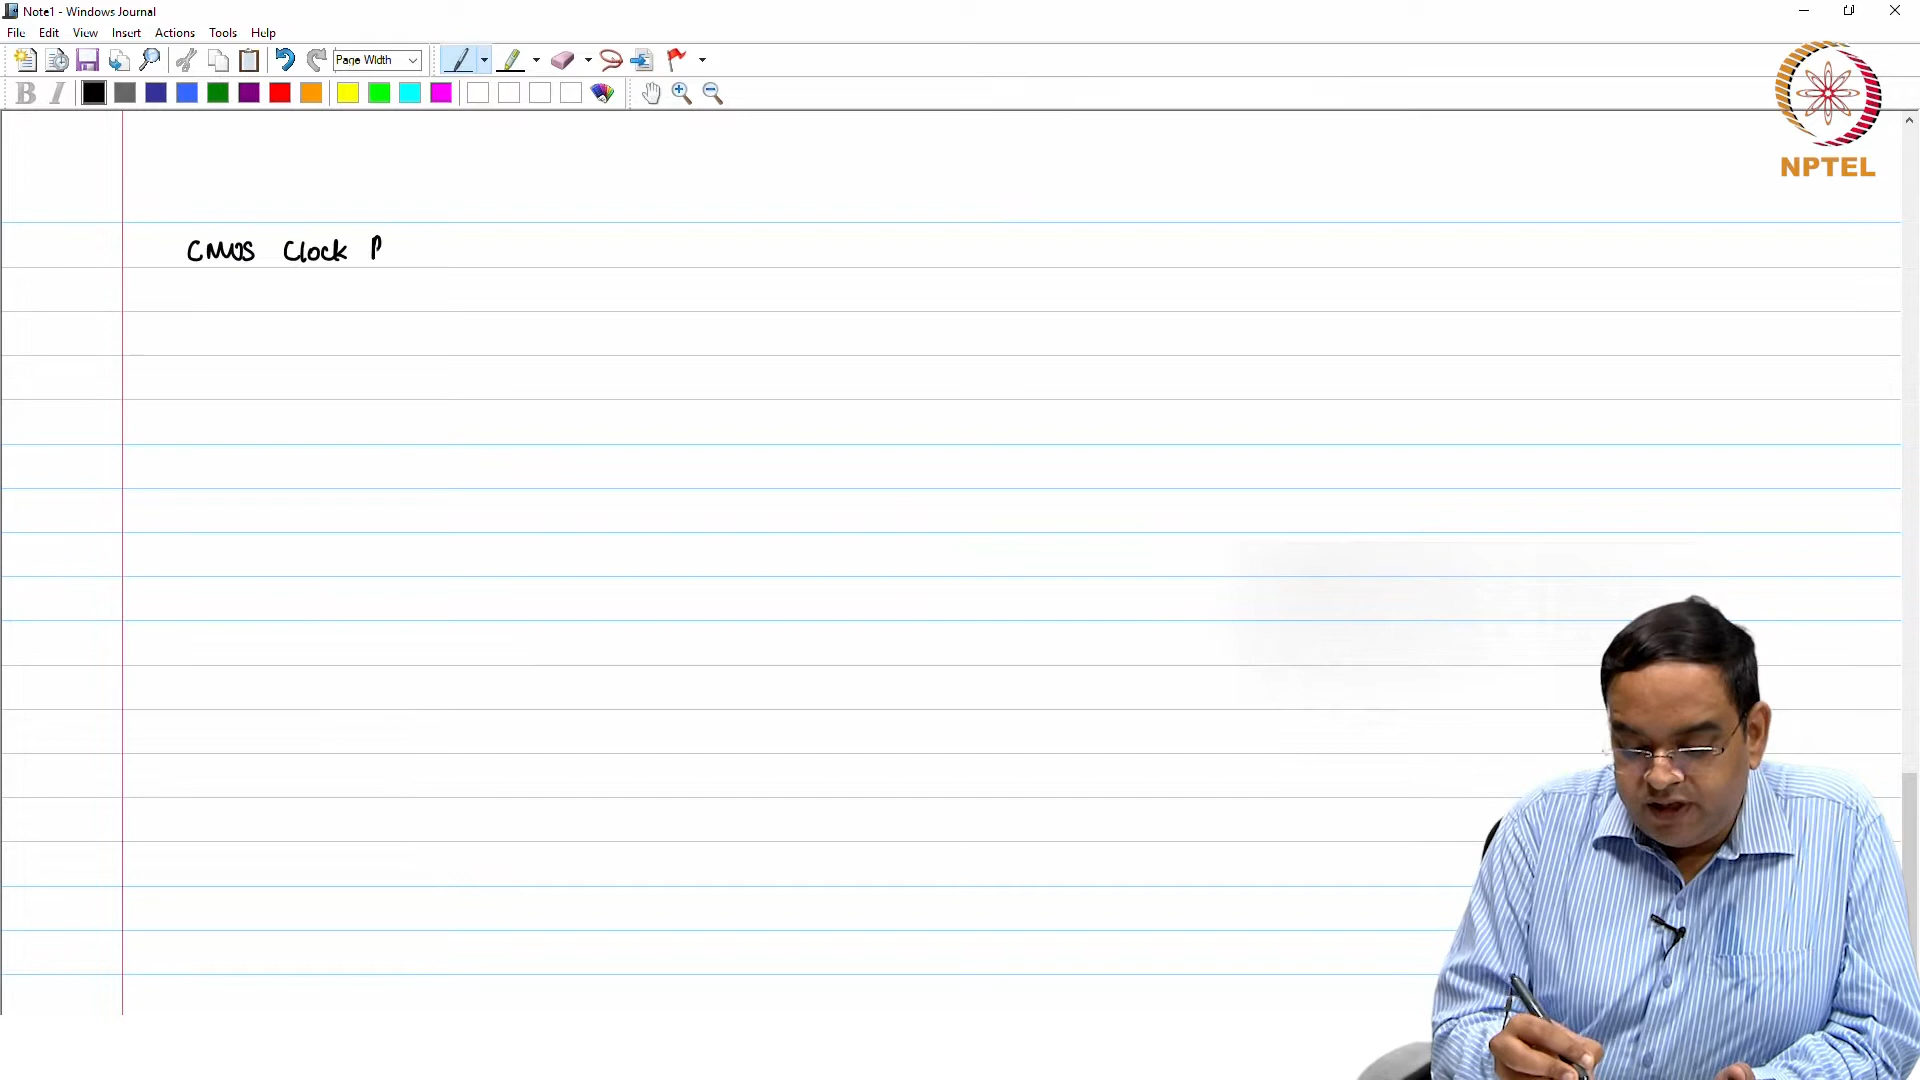 Note1 - Windows Journal
File Edit View Insert Actions Tools Help
Page Width
B I
NPTEL
CMOS Clock P